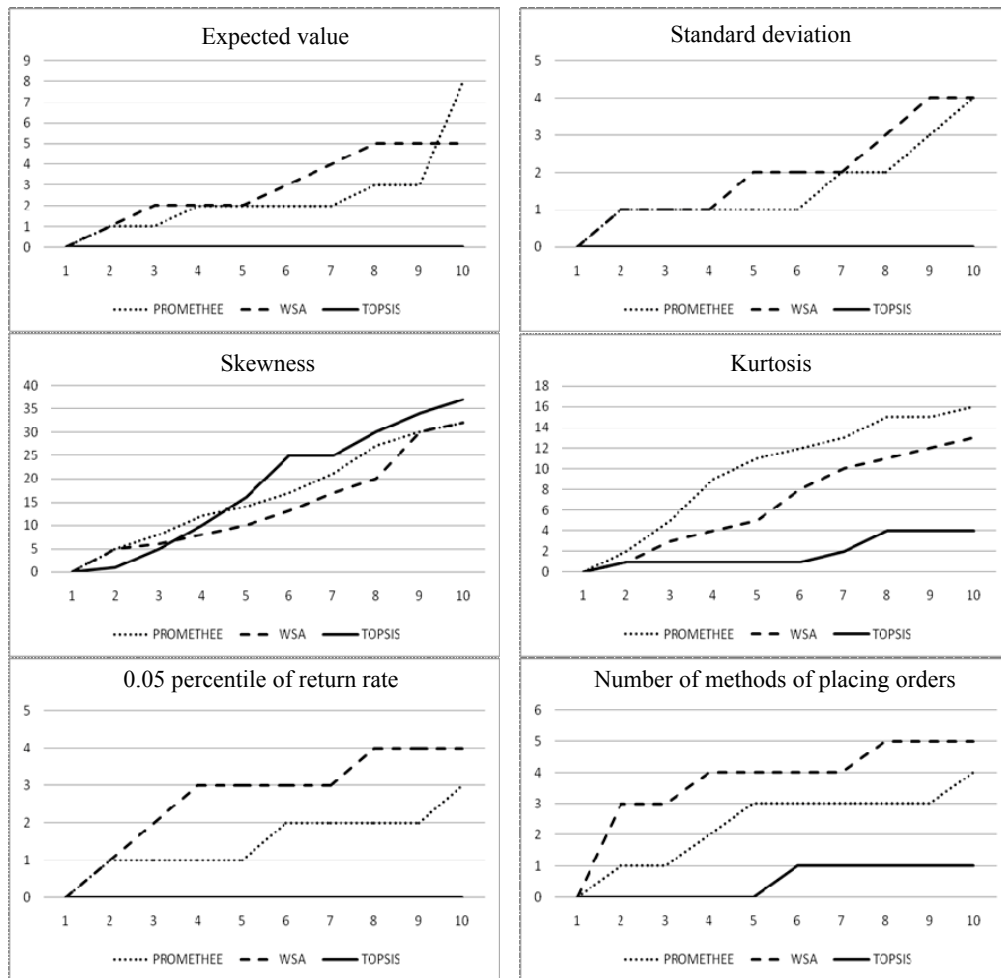 Expected value
9
8
7
6
5
4
3
2
1
0
1 2 3 4 5 6 7 8 9 10
PROMETHEE WSA TOPSIS
Standard deviation
5
4
3
2
1
0
1 2 3 4 5 6 7 8 9 10
PROMETHEE WSA TOPSIS
Skewness
40
35
30
25
20
15
10
5
0
1 2 3 4 5 6 7 8 9 10
PROMETHEE WSA TOPSIS
Kurtosis
18
16
14
12
10
8
6
4
2
0
1 2 3 4 5 6 7 8 9 10
PROMETHEE WSA TOPSIS
0.05 percentile of return rate
5
4
3
2
1
0
1 2 3 4 5 6 7 8 9 10
PROMETHEE WSA TOPSIS
Number of methods of placing orders
6
5
4
3
2
1
0
1 2 3 4 5 6 7 8 9 10
PROMETHEE WSA TOPSIS